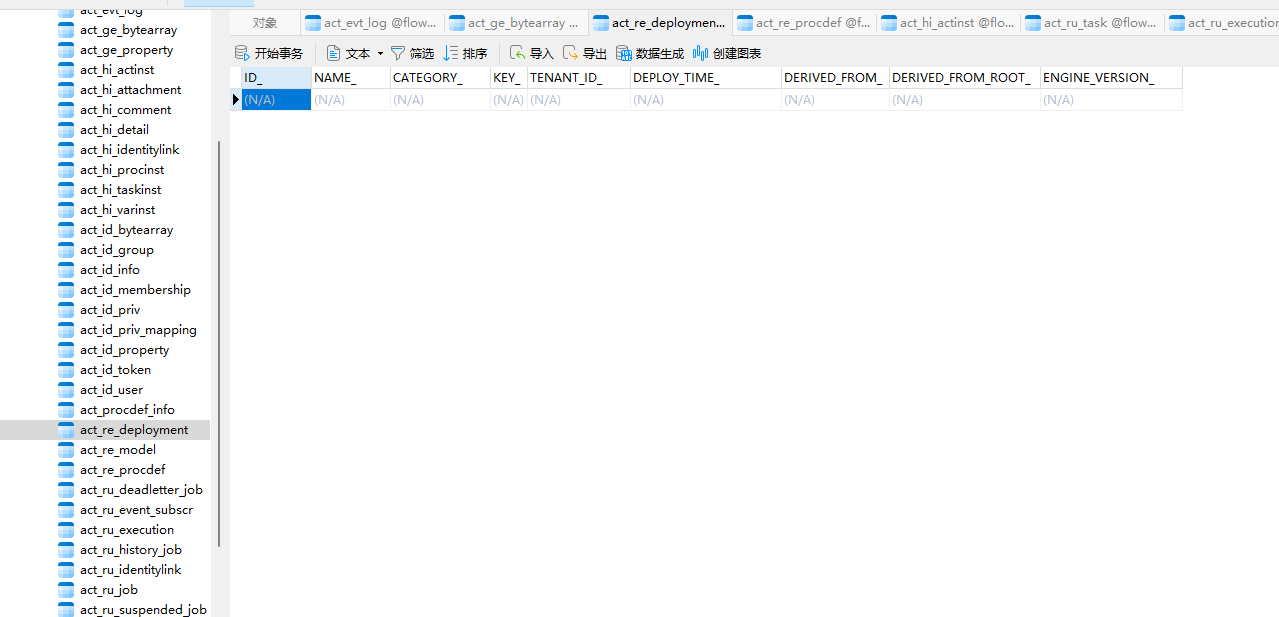 act_evt_log
act_ge_bytearray
act_ge_property
act_hi_actinst
act_hi_attachment
act_hi_comment
act_hi_detail
act_hi_identitylink
act_hi_procinst
act_hi_taskinst
act_hi_varinst
act_id_bytearray
act_id_group
act_id_info
act_id_membership
act_id_priv
act_id_priv_mapping
act_id_property
act_id_token
act_id_user
act_procdef_info
act_re_deployment
act_re_model
act_re_procdef
act_ru_deadletter_job
act_ru_event_subscr
act_ru_execution
act_ru_history_job
act_ru_identitylink
act_ru_job
act_ru_suspended_job
对象 act_evt_log @flow... act_ge_bytearray ... act_re_deploymen... act_re_procdef @f... act_hi_actinst @flo... act_ru_task @flow... act_ru_execution
开始事务 文本 筛选 排序 导入 导出 数据生成 创建图表
ID_ NAME_ CATEGORY_ KEY_ TENANT_ID_ DEPLOY_TIME_ DERIVED_FROM_ DERIVED_FROM_ROOT_ ENGINE_VERSION_
(N/A) (N/A) (N/A) (N/A) (N/A) (N/A) (N/A) (N/A) (N/A)